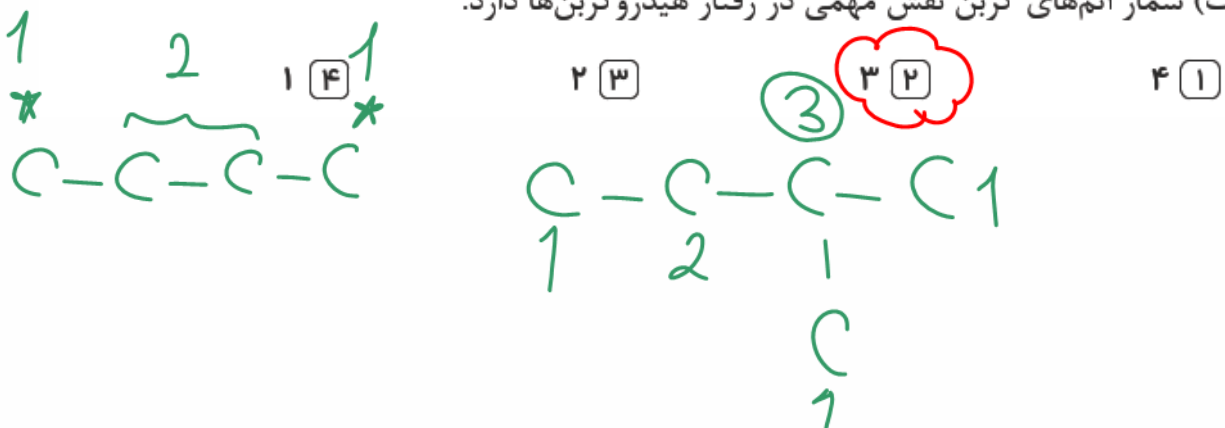 ت) شمار اتم‌های کربن نقش مهمی در رفتار هیدروکربن‌ها دارد.
۱) ۴ ۲) ۳ ۳) ۲ ۴) ۱
1 2 1
* *
C-C-C-C
3
C-C-C-C 1
1 2 |
C
1